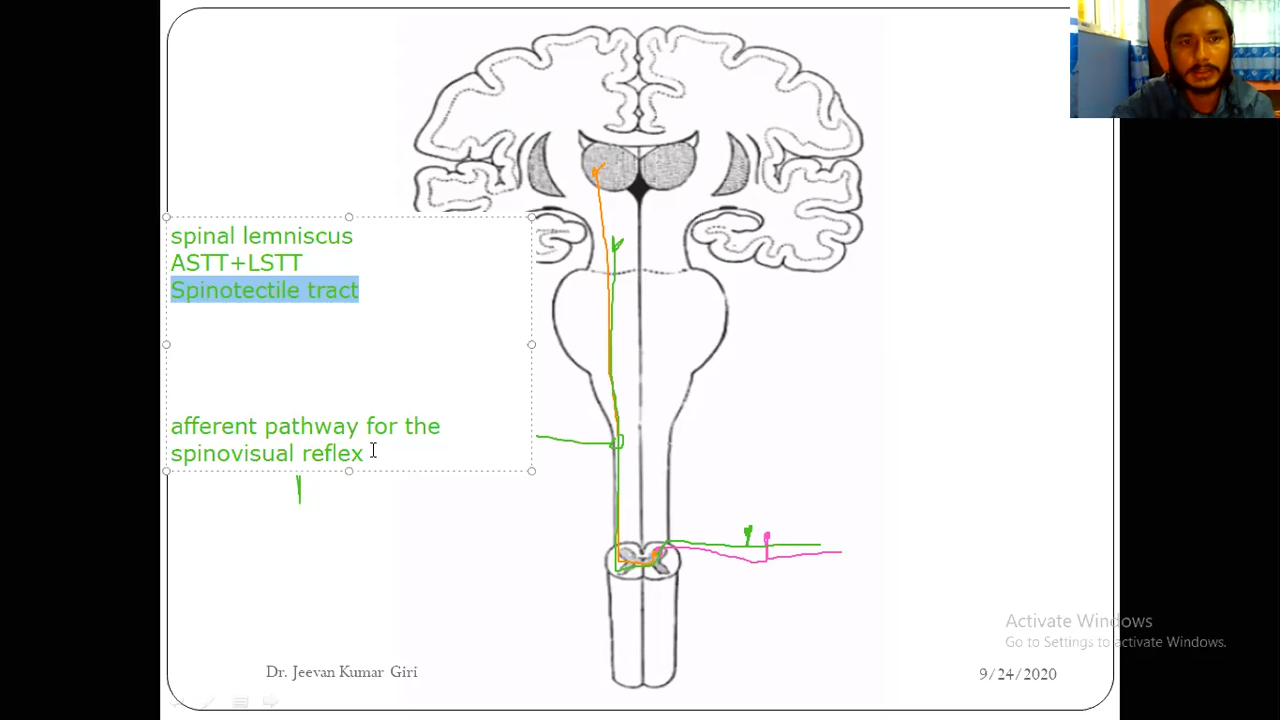 spinal lemniscus
ASTT+LSTT
Spinotectile tract
afferent pathway for the
spinovisual reflex
Activate Windows
Go to Settings to activate Windows.
Dr. Jeevan Kumar Giri
9/24/2020